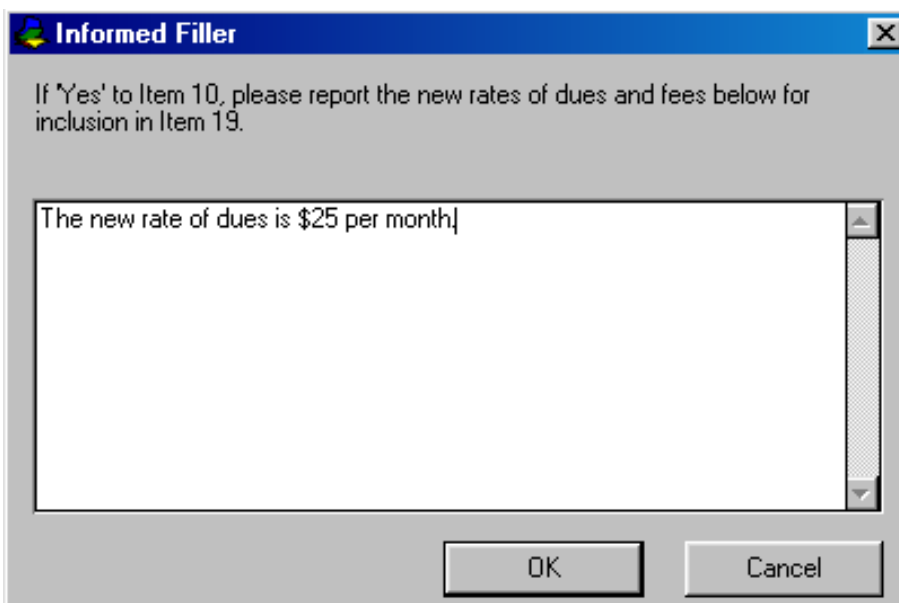 Informed Filler
If 'Yes' to Item 10, please report the new rates of dues and fees below for
inclusion in Item 19.
The new rate of dues is $25 per month.
OK
Cancel